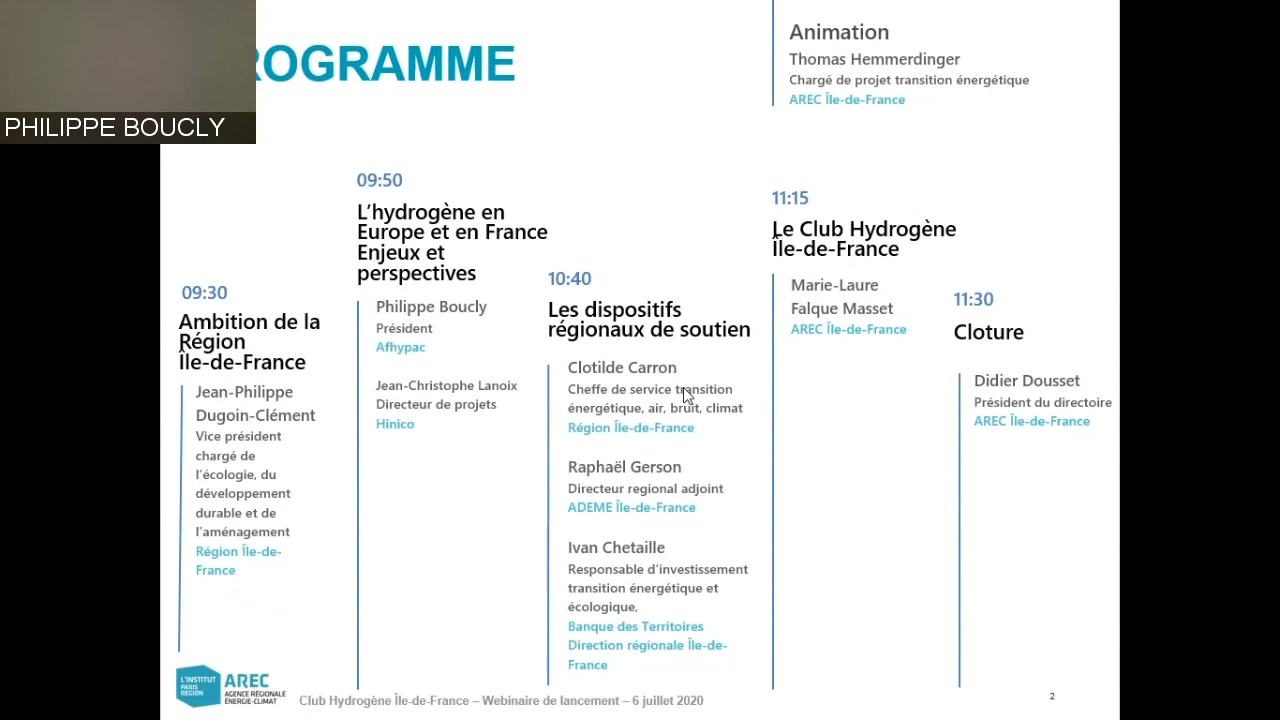 PHILIPPE BOUCLY
ROGRAMME
Animation
Thomas Hemmerdinger
Chargé de projet transition énergétique
AREC Île-de-France
09:30
Ambition de la
Région
Île-de-France
Jean-Philippe
Dugoin-Clément
Vice président
chargé de
l'écologie, du
développement
durable et de
l'aménagement
Région Île-de-
France
09:50
L'hydrogène en
Europe et en France
Enjeux et
perspectives
Philippe Boucly
Président
Afhypac
Jean-Christophe Lanoix
Directeur de projets
Hinico
10:40
Les dispositifs
régionaux de soutien
Clotilde Carron
Cheffe de service transition
énergétique, air, bruit, climat
Région Île-de-France
Raphaël Gerson
Directeur regional adjoint
ADEME Île-de-France
Ivan Chetaille
Responsable d'investissement
transition énergétique et
écologique,
Banque des Territoires
Direction régionale Île-de-
France
11:15
Le Club Hydrogène
Île-de-France
Marie-Laure
Falque Masset
AREC Île-de-France
11:30
Cloture
Didier Dousset
Président du directoire
AREC Île-de-France
L'INSTITUT
PARIS
REGION
AREC
AGENCE RÉGIONALE
ÉNERGIE-CLIMAT
Club Hydrogène Île-de-France – Webinaire de lancement – 6 juillet 2020
2